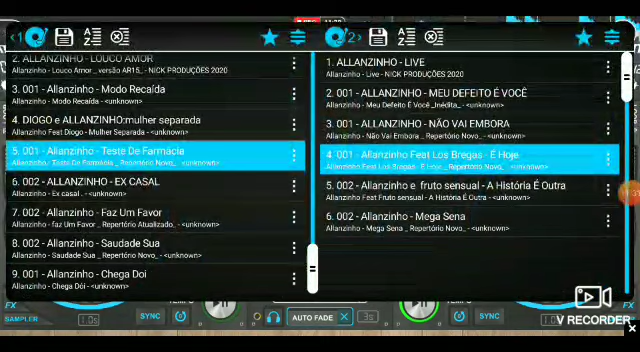 1
2
2. ALLANZINHO - LOUCO AMOR
Allanzinho - Louco Amor _ versão AR15_ - NICK PRODUÇÕES 2020
3. 001 - Allanzinho - Modo Recaída
Allanzinho - Modo Recaída - <unknown>
4. DIOGO e ALLANZINHO:mulher separada
Allanzinho Feat Diogo - Mulher Separada - <unknown>
5. 001 - Allanzinho - Teste De Farmácia
Allanzinho - Teste De Farmácia _ Repertório Novo_ - <unknown>
6. 002 - ALLANZINHO - EX CASAL
Allanzinho - Ex casal . - <unknown>
7. 002 - Allanzinho - Faz Um Favor
Allanzinho - faz Um Favor _ Repertório Atualizado_ - <unknown>
8. 002 - Allanzinho - Saudade Sua
Allanzinho - Saudade Sua _ Repertório Novo_ - <unknown>
9. 001 - Allanzinho - Chega Doi
Allanzinho - Chega Dói - <unknown>
1. ALLANZINHO - LIVE
Allanzinho - Live - NICK PRODUÇÕES 2020
2. 001 - ALLANZINHO - MEU DEFEITO É VOCÊ
Allanzinho - Meu Defeito É Você _Inédita_ - <unknown>
3. 001 - ALLANZINHO - NÃO VAI EMBORA
Allanzinho - Não Vai Embora _ Repertório Novo_ - <unknown>
4. 001 - Allanzinho Feat Los Bregas - É Hoje
Allanzinho Feat Los Bregas - É Hoje _ Repertório Novo_ - <unknown>
5. 002 - Allanzinho e fruto sensual - A História É Outra
Allanzinho Feat Fruto sensual - A História É Outra - <unknown>
6. 002 - Allanzinho - Mega Sena
Allanzinho - Mega Sena _ Repertório Novo_ - <unknown>
FX
SAMPLER
SYNC
AUTO FADE
3s
SYNC
FX
SAMPLER
V RECORDER